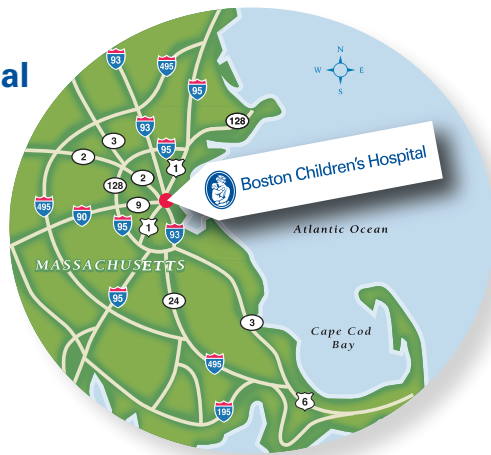 al
93
495
95
N
W E
S
128
93
3
95
2
1
2
128
Boston Children's Hospital
9
495
90
95
1
93
Atlantic Ocean
MASSACHUSETTS
95
24
3
Cape Cod
Bay
495
6
195